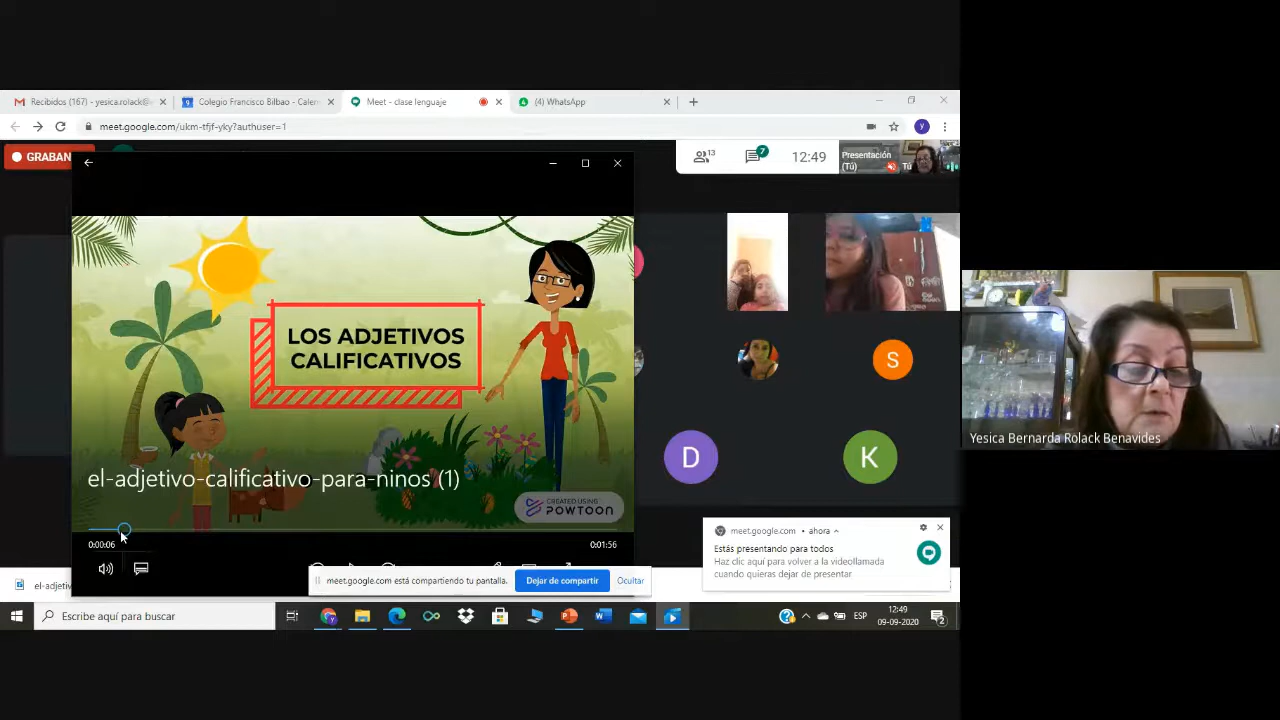 Recibidos (167) - yesica.rolack@
Colegio Francisco Bilbao - Calen
Meet - clase lenguaje
(4) WhatsApp
meet.google.com/ukm-tfjf-yky?authuser=1
y
GRABAN
13
7
12:49
Presentación
(Tú)
Tú
LOS ADJETIVOS
CALIFICATIVOS
el-adjetivo-calificativo-para-ninos (1)
CREATED USING
POWTOON
0:00:06
0:01:56
S
D
K
Yesica Bernarda Rolack Benavides
meet.google.com • ahora
Estás presentando para todos
Haz clic aquí para volver a la videollamada
cuando quieras dejar de presentar
el-adjetiv
meet.google.com está compartiendo tu pantalla.
Dejar de compartir
Ocultar
Escribe aquí para buscar
ESP
12:49
09-09-2020
2